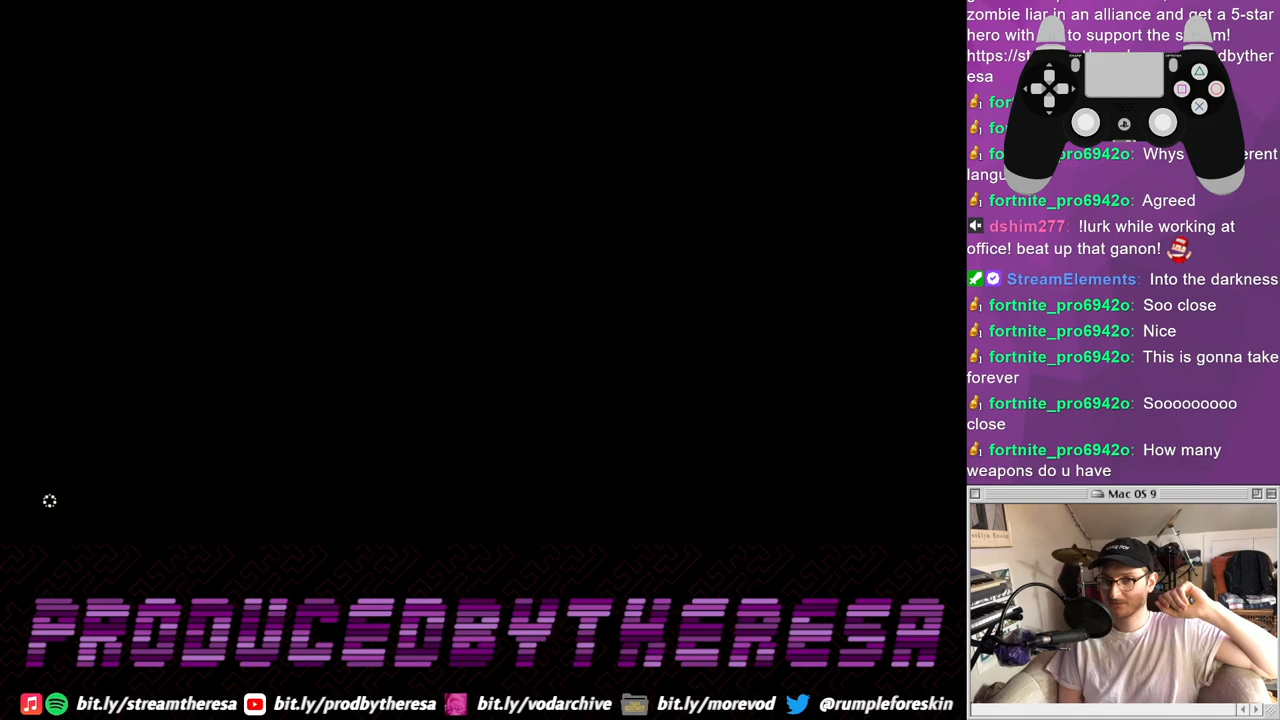 zombie liar in an alliance and get a 5-star
hero with to support the s m!
https://st dbyther
esa
fo pro6942o: Whys erent
langu
fortnite_pro6942o: Agreed
dshim277: !lurk while working at
office! beat up that ganon!
StreamElements: Into the darkness
fortnite_pro6942o: Soo close
fortnite_pro6942o: Nice
fortnite_pro6942o: This is gonna take
forever
fortnite_pro6942o: Sooooooooo
close
fortnite_pro6942o: How many
weapons do u have
Mac OS 9
PRODUCEDBYTHERESA
bit.ly/streamtheresa bit.ly/prodbytheresa bit.ly/vodarchive bit.ly/morevod @rumpleforeskin